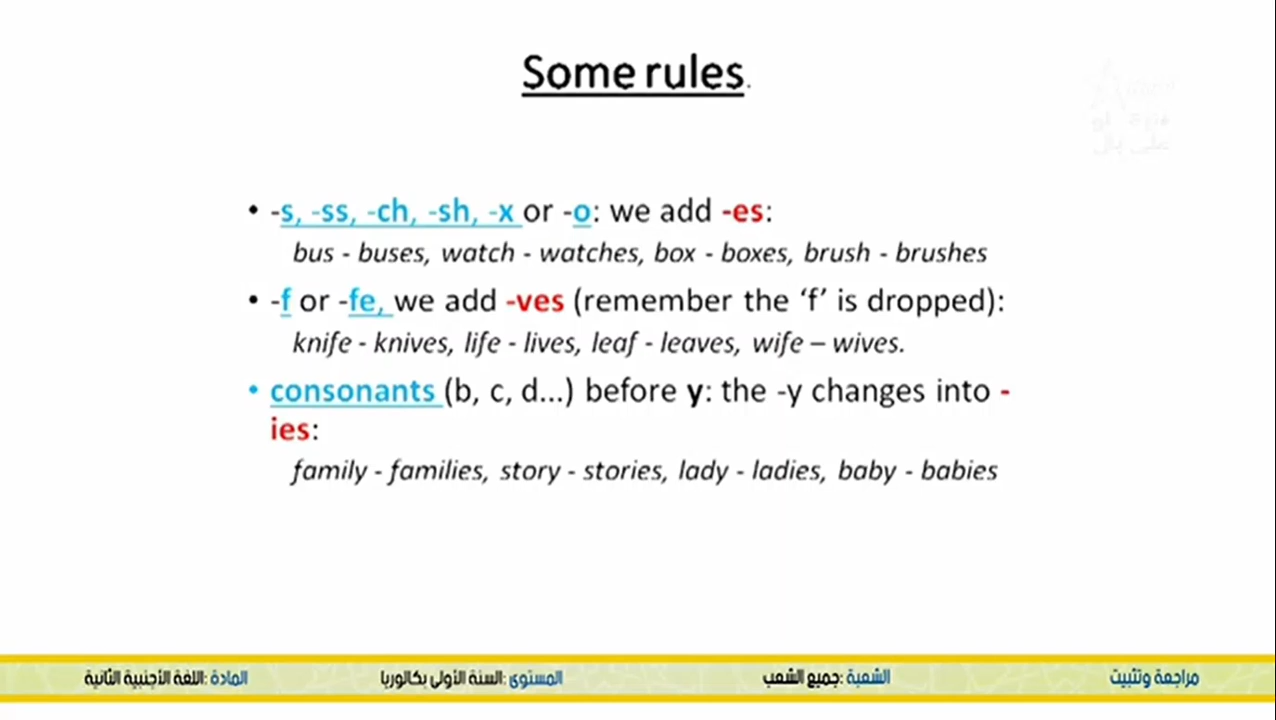 Some rules.
• -s, -ss, -ch, -sh, -x or -o: we add -es:
bus - buses, watch - watches, box - boxes, brush - brushes
• -f or -fe, we add -ves (remember the ‘f’ is dropped):
knife - knives, life - lives, leaf - leaves, wife – wives.
• consonants (b, c, d...) before y: the -y changes into -
ies:
family - families, story - stories, lady - ladies, baby - babies
مراجعة وتثبيت الشعبة :جميع الشعب المستوى :السنة الأولى بكالوريا المادة :اللغة الأجنبية الثانية